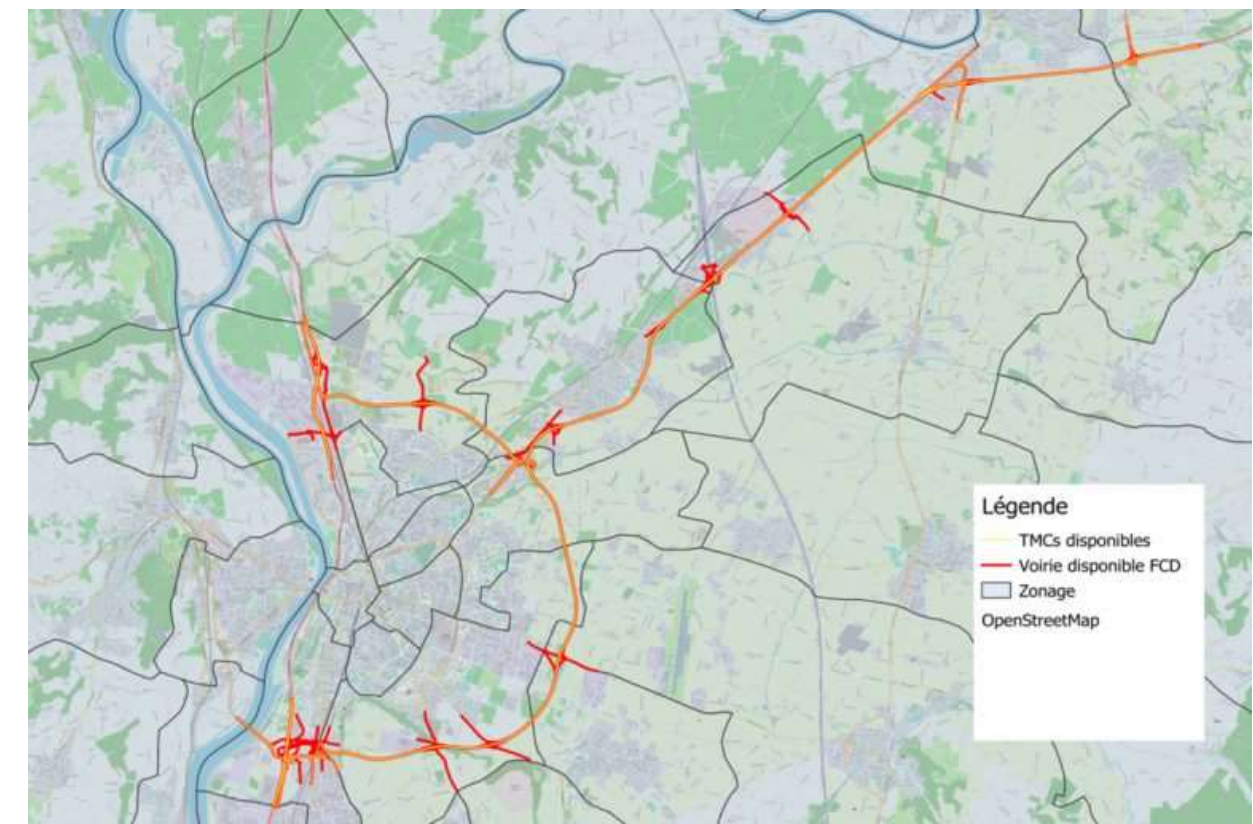 Légende
TMCs disponibles
Voirie disponible FCD
Zonage
OpenStreetMap